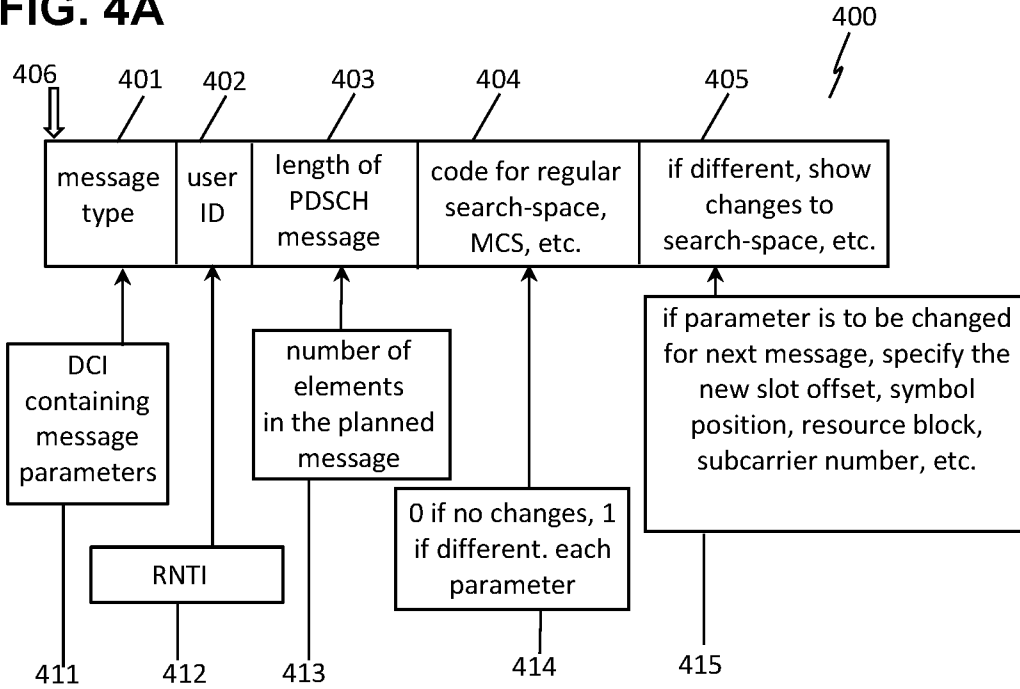 FIG. 4A
400
406
401
402
403
404
405
message
type
user
ID
length of
PDSCH
message
code for regular
search-space,
MCS, etc.
if different, show
changes to
search-space, etc.
DCI
containing
message
parameters
RNTI
number of
elements
in the planned
message
0 if no changes, 1
if different. each
parameter
if parameter is to be changed
for next message, specify the
new slot offset, symbol
position, resource block,
subcarrier number, etc.
411
412
413
414
415